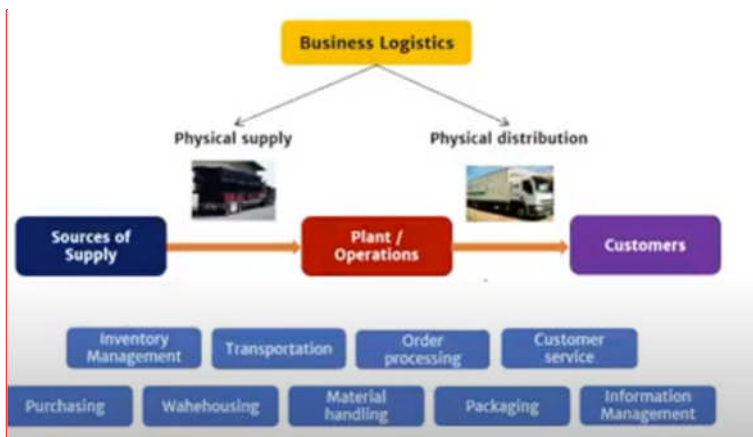 Business Logistics
Physical supply
Physical distribution
Sources of
Supply
Plant /
Operations
Customers
Inventory
Management
Transportation
Order
processing
Customer
service
Purchasing
Wahehousing
Material
handling
Packaging
Information
Management